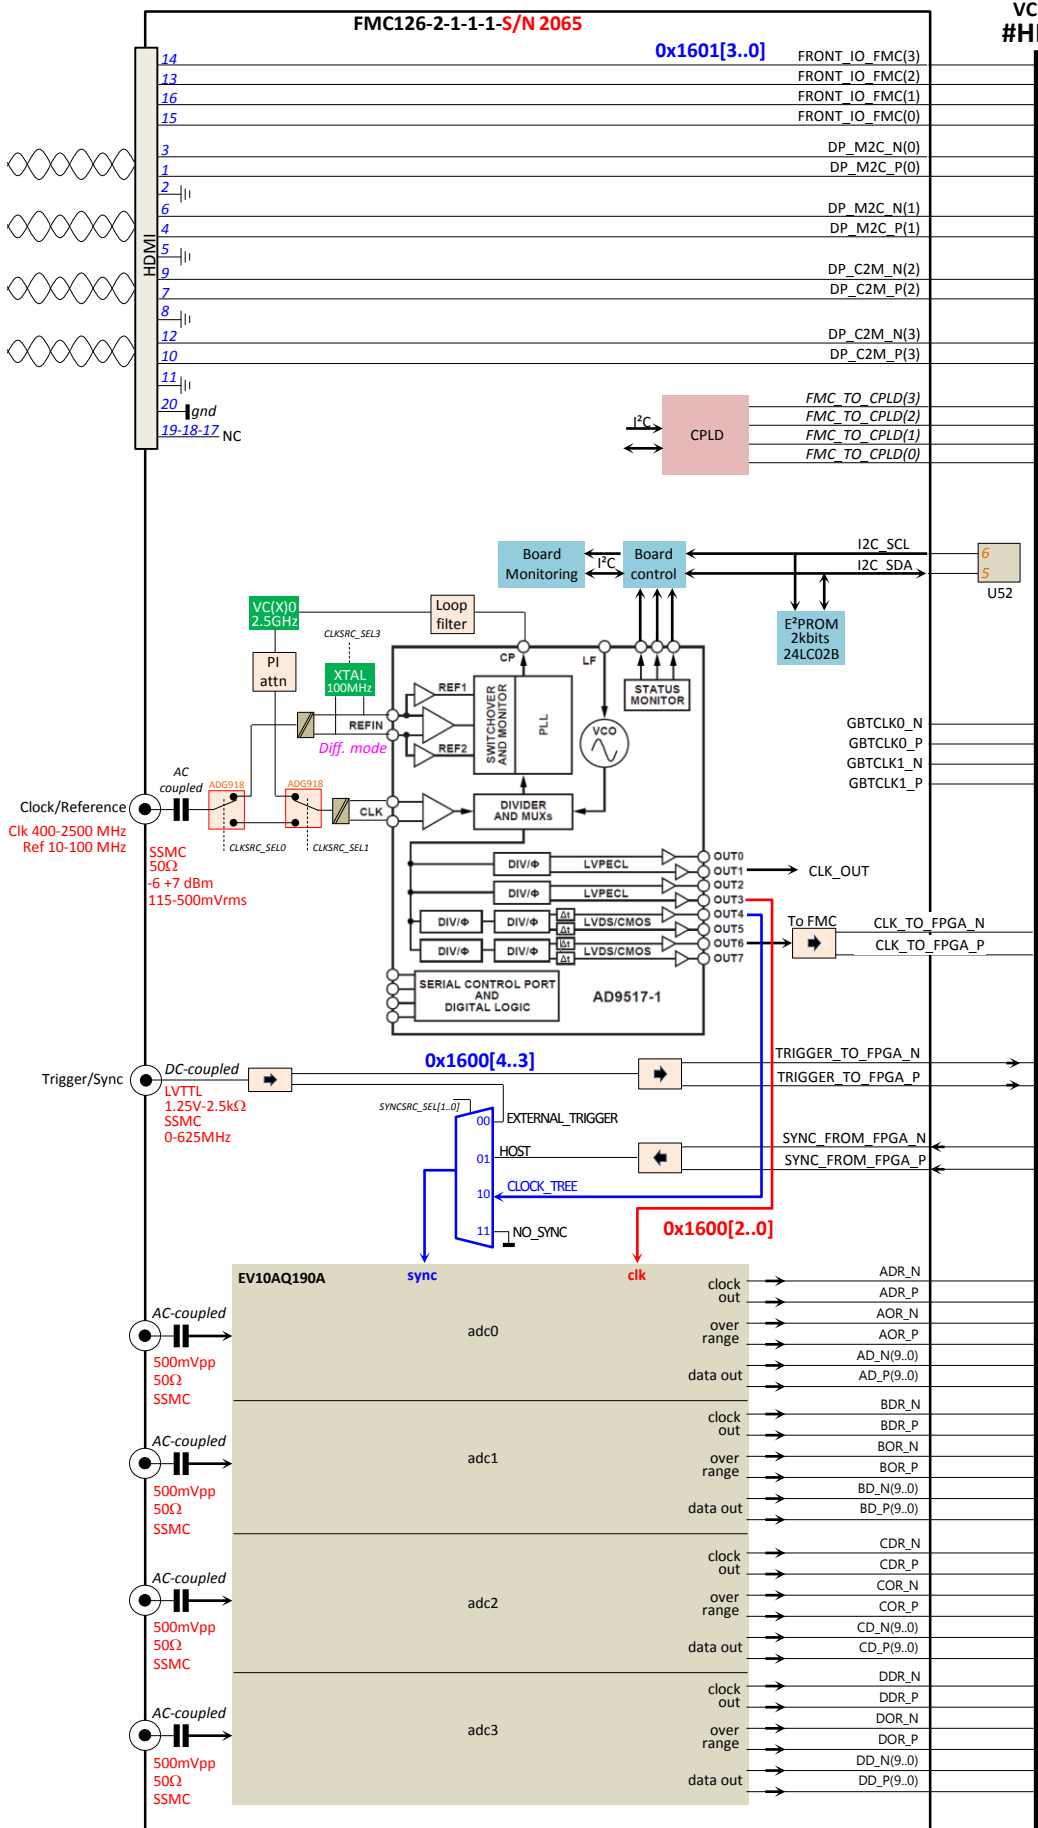 FMC126-2-1-1-1-S/N 2065
VC
#HI
0x1601[3..0]
14
FRONT_IO_FMC(3)
13
FRONT_IO_FMC(2)
16
FRONT_IO_FMC(1)
15
FRONT_IO_FMC(0)
3
DP_M2C_N(0)
1
DP_M2C_P(0)
2
6
DP_M2C_N(1)
4
DP_M2C_P(1)
5
HDMI
9
DP_C2M_N(2)
7
DP_C2M_P(2)
8
12
DP_C2M_N(3)
10
DP_C2M_P(3)
11
20
gnd
19-18-17 NC
I²C
CPLD
FMC_TO_CPLD(3)
FMC_TO_CPLD(2)
FMC_TO_CPLD(1)
FMC_TO_CPLD(0)
Board
Monitoring
I²C
Board
control
I2C_SCL
I2C_SDA
6
5
U52
E²PROM
2kbits
24LC02B
VC(X)0
2.5GHz
Loop
filter
CLKSRC_SEL3
PI
attn
XTAL
100MHz
CP
LF
REF1
REFIN
REF2
Diff. mode
SWITCHOVER
AND MONITOR
PLL
VCO
STATUS
MONITOR
GBTCLK0_N
GBTCLK0_P
GBTCLK1_N
GBTCLK1_P
AC
coupled
ADG918
ADG918
CLK
DIVIDER
AND MUXs
Clock/Reference
Clk 400-2500 MHz
Ref 10-100 MHz
CLKSRC_SEL0
CLKSRC_SEL1
SSMC
50Ω
-6 +7 dBm
115-500mVrms
DIV/Φ
LVPECL
OUT0
OUT1
CLK_OUT
DIV/Φ
LVPECL
OUT2
OUT3
DIV/Φ
DIV/Φ
Δt
Δt
LVDS/CMOS
OUT4
OUT5
DIV/Φ
DIV/Φ
Δt
Δt
LVDS/CMOS
OUT6
OUT7
To FMC
CLK_TO_FPGA_N
CLK_TO_FPGA_P
SERIAL CONTROL PORT
AND
DIGITAL LOGIC
AD9517-1
Trigger/Sync
DC-coupled
LVTTL
1.25V-2.5kΩ
SSMC
0-625MHz
0x1600[4..3]
TRIGGER_TO_FPGA_N
TRIGGER_TO_FPGA_P
SYNCSRC_SEL[1..0]
00
EXTERNAL_TRIGGER
01
HOST
SYNC_FROM_FPGA_N
SYNC_FROM_FPGA_P
10
CLOCK_TREE
11
NO_SYNC
0x1600[2..0]
EV10AQ190A
sync
clk
AC-coupled
500mVpp
50Ω
SSMC
adc0
clock
out
over
range
data out
ADR_N
ADR_P
AOR_N
AOR_P
AD_N(9..0)
AD_P(9..0)
AC-coupled
500mVpp
50Ω
SSMC
adc1
clock
out
over
range
data out
BDR_N
BDR_P
BOR_N
BOR_P
BD_N(9..0)
BD_P(9..0)
AC-coupled
500mVpp
50Ω
SSMC
adc2
clock
out
over
range
data out
CDR_N
CDR_P
COR_N
COR_P
CD_N(9..0)
CD_P(9..0)
AC-coupled
500mVpp
50Ω
SSMC
adc3
clock
out
over
range
data out
DDR_N
DDR_P
DOR_N
DOR_P
DD_N(9..0)
DD_P(9..0)